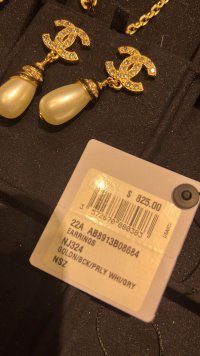 $ 825.00
22A AB8913B08684
EARRINGS
NJ324
GOLDN/BCK/PRLY WHI/GRY
NSZ